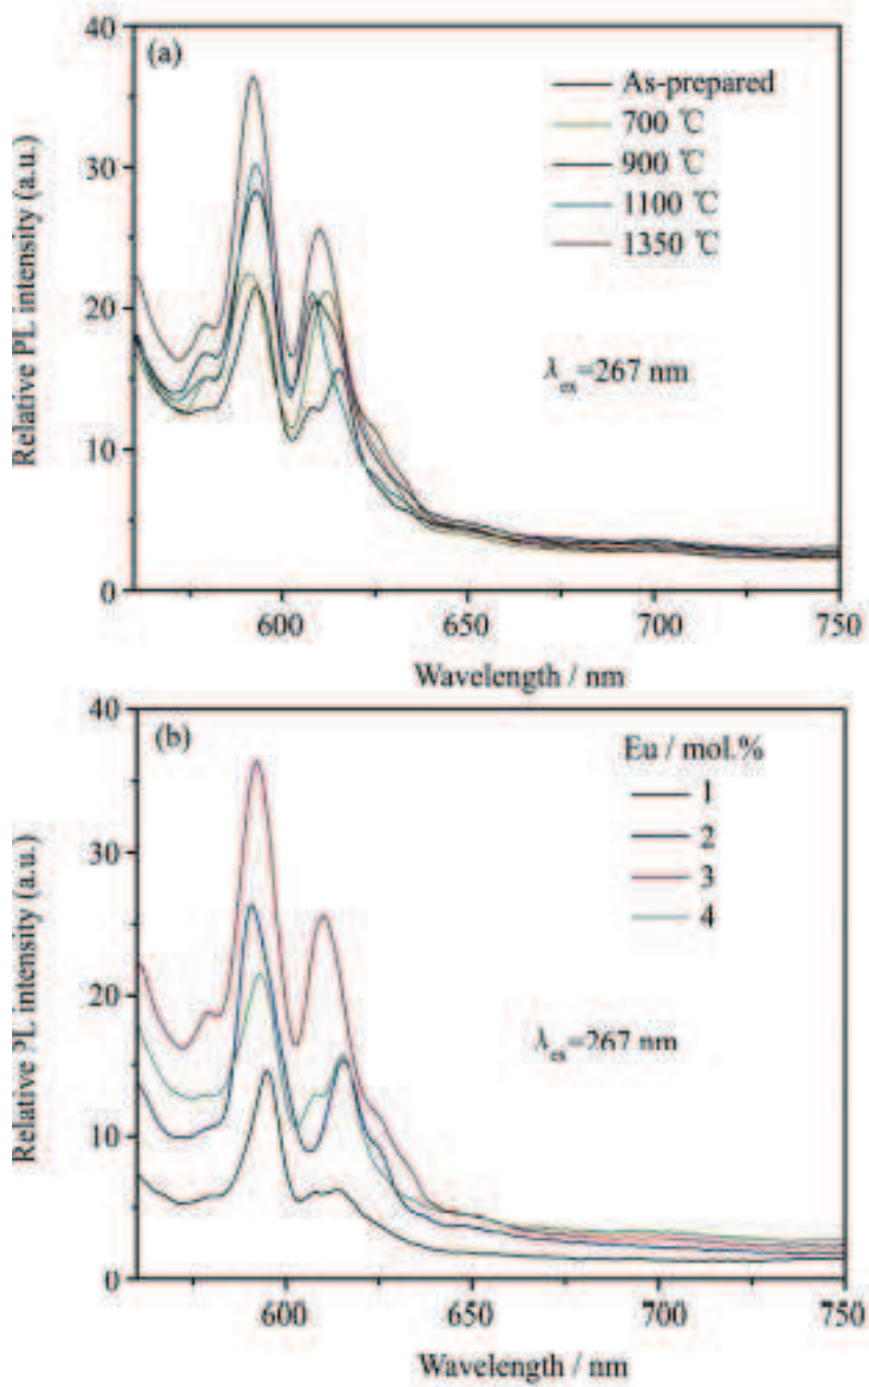 40
(a)
As-prepared
700 ℃
30
900 ℃
1100 ℃
1350 ℃
20
λex=267 nm
10
0
Relative PL intensity (a.u.)
600 650 700 750
Wavelength / nm
40
(b)
Eu / mol.%
1
2
30
3
4
20
λex=267 nm
10
0
Relative PL intensity (a.u.)
600 650 700 750
Wavelength / nm